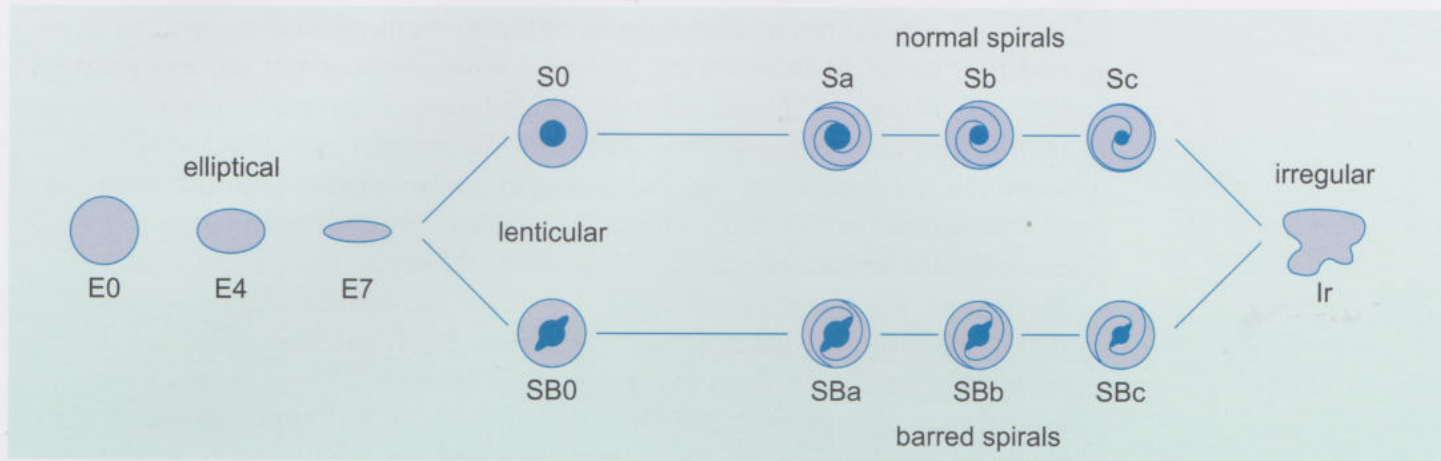 normal spirals
S0
Sa
Sb
Sc
elliptical
irregular
lenticular
E0
E4
E7
Ir
SB0
SBa
SBb
SBc
barred spirals